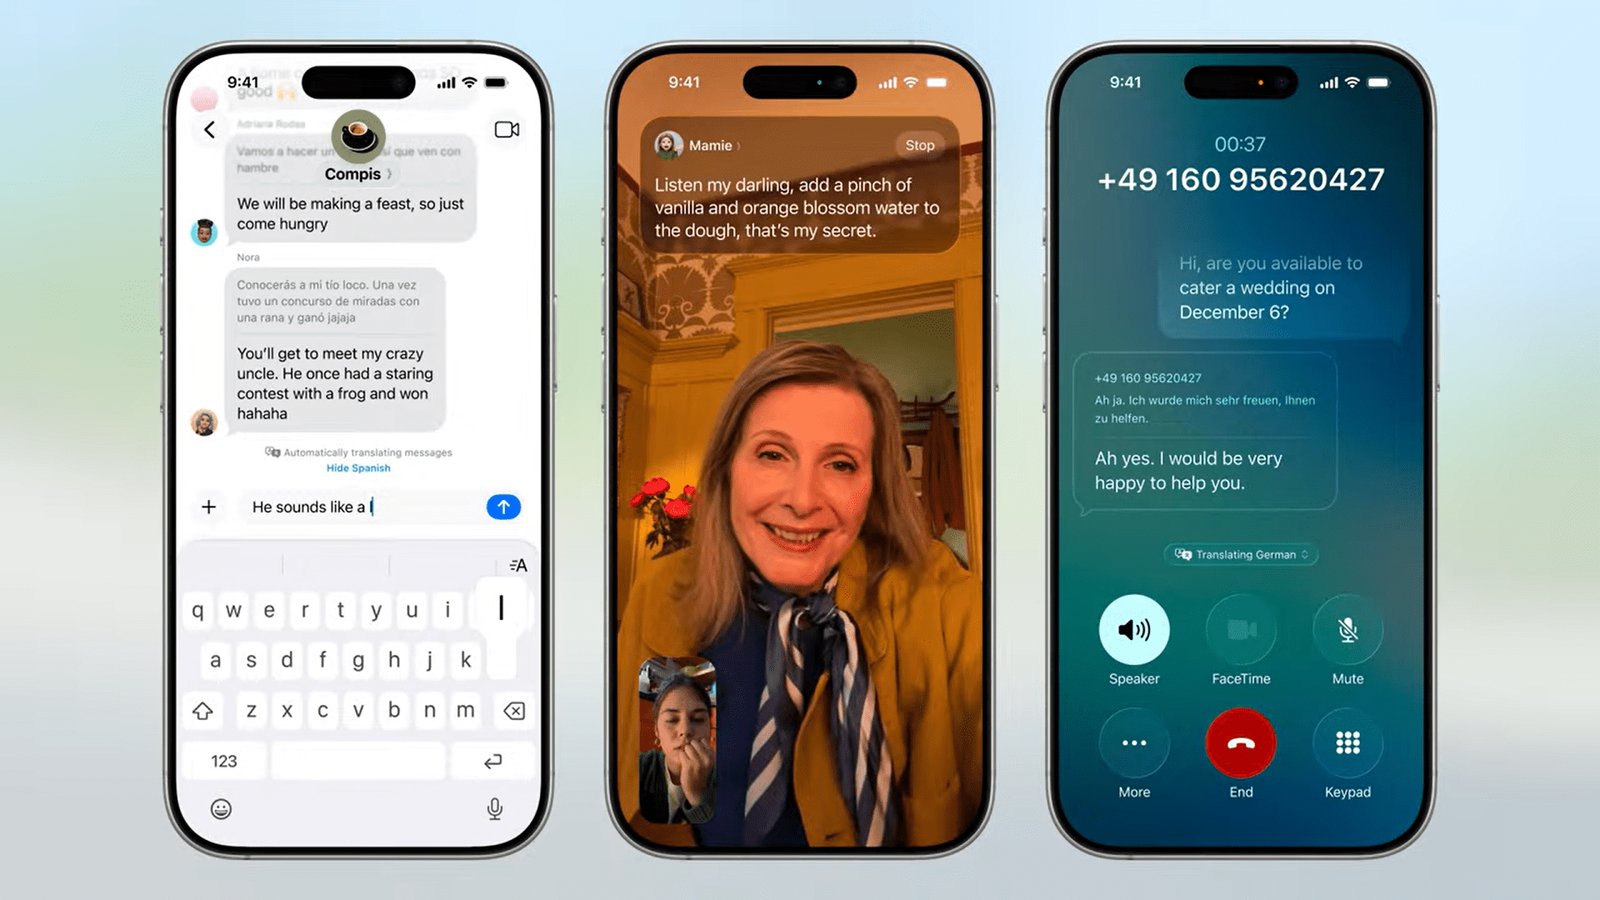 9:41
good 🙌
Adriana Rodas
Vamos a hacer un así que ven con
hambre
Compis
We will be making a feast, so just
come hungry
Nora
Conocerás a mi tío loco. Una vez
tuvo un concurso de miradas con
una rana y ganó jajaja
You'll get to meet my crazy
uncle. He once had a staring
contest with a frog and won
hahaha
Automatically translating messages
Hide Spanish
He sounds like a l
q w e r t y u i l
a s d f g h j k
z x c v b n m
123
9:41
Mamie
Stop
Listen my darling, add a pinch of
vanilla and orange blossom water to
the dough, that's my secret.
9:41
00:37
+49 160 95620427
Hi, are you available to
cater a wedding on
December 6?
+49 160 95620427
Ah ja. Ich wurde mich sehr freuen, Ihnen
zu helfen.
Ah yes. I would be very
happy to help you.
Translating German
Speaker FaceTime Mute
More End Keypad